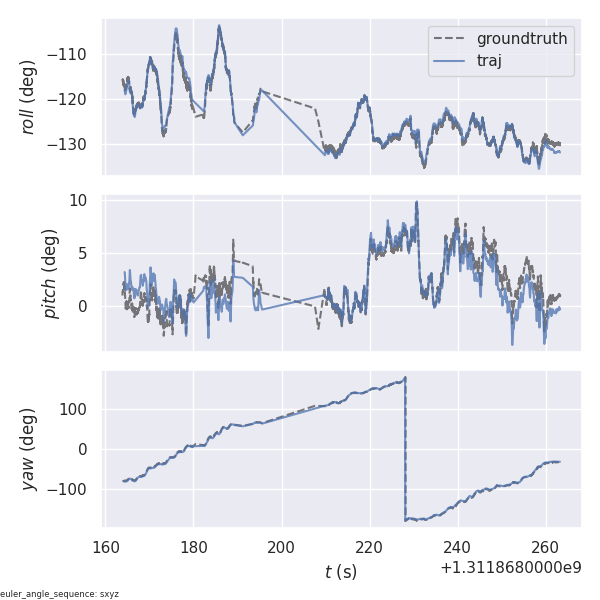 groundtruth
traj
−110
−120
−130
roll (deg)
10
5
0
pitch (deg)
100
0
−100
yaw (deg)
160 180 200 220 240 260
t (s)
+1.3118680000e9
euler_angle_sequence: sxyz